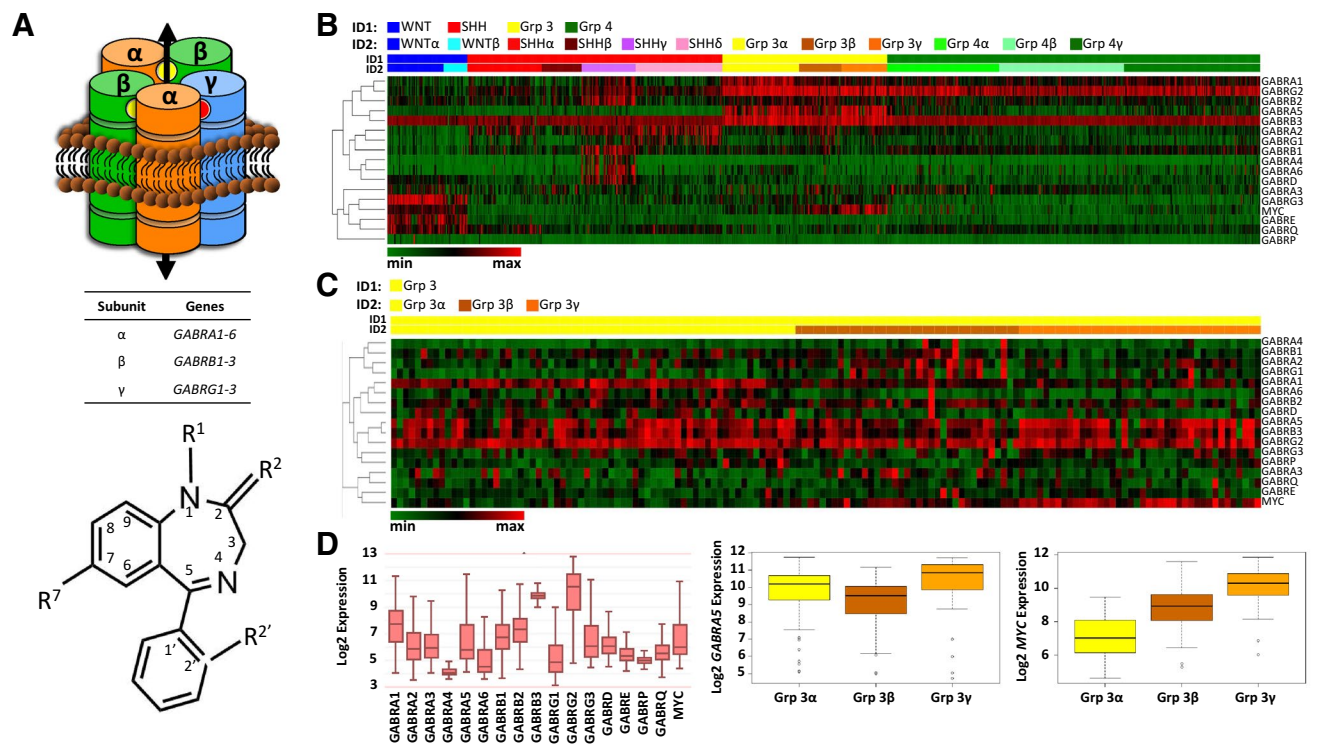 A
α
β
β
γ
α
Subunit Genes
α GABRA1-6
β GABRB1-3
γ GABRG1-3
R1
R2
N
1
2
3
4
N
5
6
7
8
9
R7
R2'
1'
2'
B
ID1: WNT SHH Grp 3 Grp 4
ID2: WNTα WNTβ SHHα SHHβ SHHγ SHHδ Grp 3α Grp 3β Grp 3γ Grp 4α Grp 4β Grp 4γ
ID1
ID2
GABRA1
GABRG2
GABRB2
GABRA5
GABRB3
GABRA2
GABRG1
GABRB1
GABRA4
GABRA6
GABRD
GABRA3
GABRG3
MYC
GABRE
GABRQ
GABRP
min max
C
ID1: Grp 3
ID2: Grp 3α Grp 3β Grp 3γ
ID1
ID2
GABRA4
GABRB1
GABRA2
GABRG1
GABRA1
GABRA6
GABRB2
GABRD
GABRA5
GABRB3
GABRG2
GABRG3
GABRP
GABRA3
GABRQ
GABRE
MYC
min max
D
Log2 Expression
13
11
9
7
5
3
GABRA1
GABRA2
GABRA3
GABRA4
GABRA5
GABRA6
GABRB1
GABRB2
GABRB3
GABRG1
GABRG2
GABRG3
GABRD
GABRE
GABRP
GABRQ
MYC
Log2 GABRA5 Expression
12
11
10
9
8
7
6
5
Grp 3α Grp 3β Grp 3γ
Log2 MYC Expression
12
10
8
6
Grp 3α Grp 3β Grp 3γ